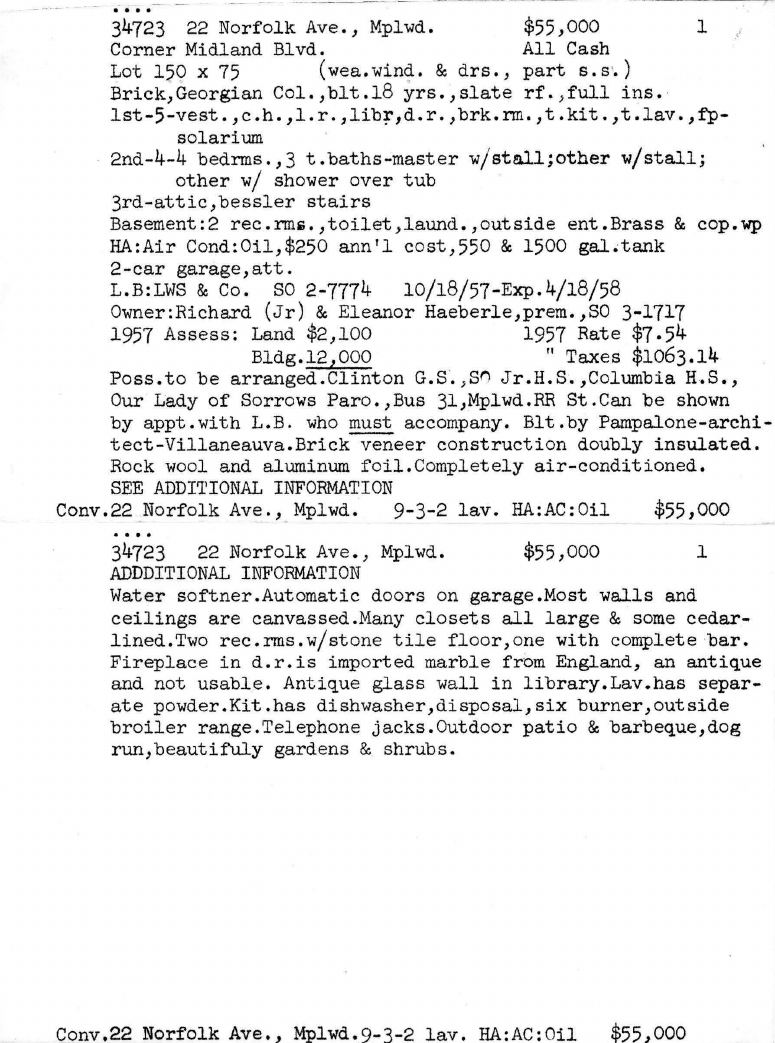 ....
34723 22 Norfolk Ave., Mplwd. $55,000 1
Corner Midland Blvd. All Cash
Lot 150 x 75 (wea.wind. & drs., part s.s.)
Brick,Georgian Col.,blt.18 yrs.,slate rf.,full ins.
1st-5-vest.,c.h.,l.r.,libr,d.r.,brk.rm.,t.kit.,t.lav.,fp-
solarium
2nd-4-4 bedrms.,3 t.baths-master w/stall;other w/stall;
other w/ shower over tub
3rd-attic,bessler stairs
Basement:2 rec.rms.,toilet,laund.,outside ent.Brass & cop.wp
HA:Air Cond:Oil,$250 ann'l cost,550 & 1500 gal.tank
2-car garage,att.
L.B:LWS & Co. SO 2-7774 10/18/57-Exp.4/18/58
Owner:Richard (Jr) & Eleanor Haeberle,prem.,SO 3-1717
1957 Assess: Land $2,100 1957 Rate $7.54
Bldg.12,000 " Taxes $1063.14
Poss.to be arranged.Clinton G.S.,SO Jr.H.S.,Columbia H.S.,
Our Lady of Sorrows Paro.,Bus 31,Mplwd.RR St.Can be shown
by appt.with L.B. who must accompany. Blt.by Pampalone-archi-
tect-Villaneauva.Brick veneer construction doubly insulated.
Rock wool and aluminum foil.Completely air-conditioned.
SEE ADDITIONAL INFORMATION
Conv.22 Norfolk Ave., Mplwd. 9-3-2 lav. HA:AC:Oil $55,000
....
34723 22 Norfolk Ave., Mplwd. $55,000 1
ADDDITIONAL INFORMATION
Water softner.Automatic doors on garage.Most walls and
ceilings are canvassed.Many closets all large & some cedar-
lined.Two rec.rms.w/stone tile floor,one with complete bar.
Fireplace in d.r.is imported marble from England, an antique
and not usable. Antique glass wall in library.Lav.has separ-
ate powder.Kit.has dishwasher,disposal,six burner,outside
broiler range.Telephone jacks.Outdoor patio & barbeque,dog
run,beautifuly gardens & shrubs.
Conv.22 Norfolk Ave., Mplwd.9-3-2 lav. HA:AC:Oil $55,000